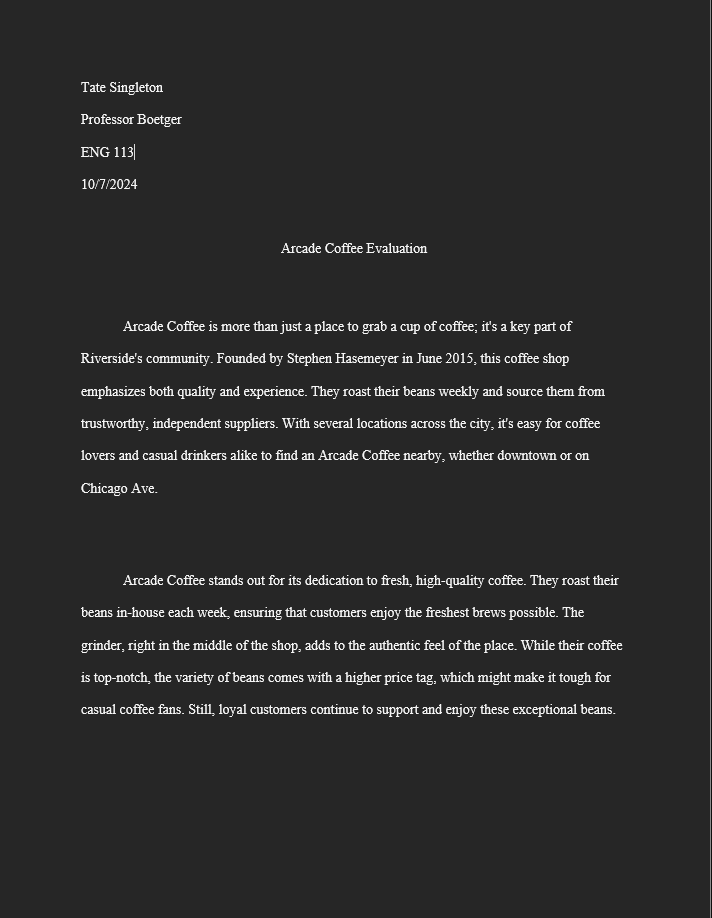 Tate Singleton
Professor Boetger
ENG 113
10/7/2024
Arcade Coffee Evaluation
Arcade Coffee is more than just a place to grab a cup of coffee; it's a key part of
Riverside's community. Founded by Stephen Hasemeyer in June 2015, this coffee shop
emphasizes both quality and experience. They roast their beans weekly and source them from
trustworthy, independent suppliers. With several locations across the city, it's easy for coffee
lovers and casual drinkers alike to find an Arcade Coffee nearby, whether downtown or on
Chicago Ave.
Arcade Coffee stands out for its dedication to fresh, high-quality coffee. They roast their
beans in-house each week, ensuring that customers enjoy the freshest brews possible. The
grinder, right in the middle of the shop, adds to the authentic feel of the place. While their coffee
is top-notch, the variety of beans comes with a higher price tag, which might make it tough for
casual coffee fans. Still, loyal customers continue to support and enjoy these exceptional beans.